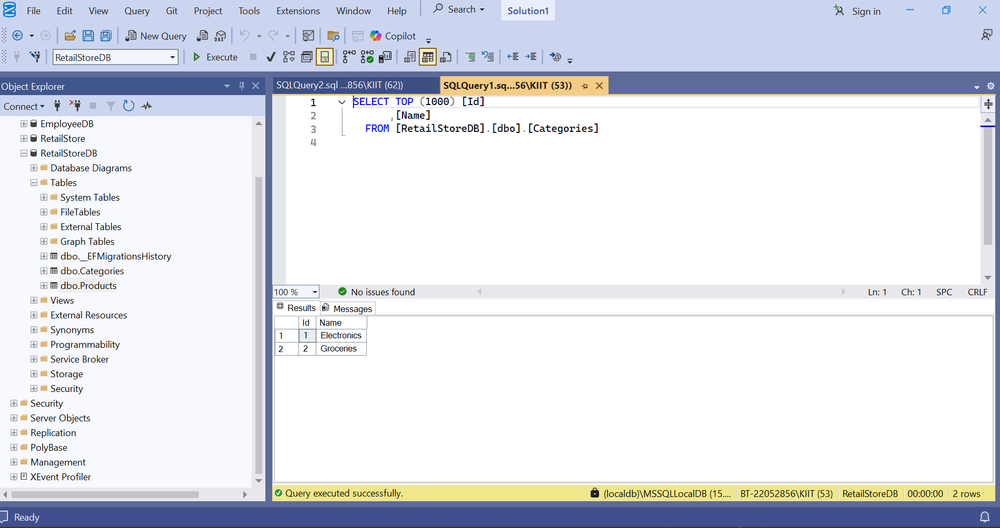 File Edit View Query Git Project Tools Extensions Window Help Search Solution1 Sign in
New Query DAX Copilot
RetailStoreDB Execute
Object Explorer
Connect
EmployeeDB
RetailStore
RetailStoreDB
Database Diagrams
Tables
System Tables
FileTables
External Tables
Graph Tables
dbo.__EFMigrationsHistory
dbo.Categories
dbo.Products
Views
External Resources
Synonyms
Programmability
Service Broker
Storage
Security
Security
Server Objects
Replication
PolyBase
Management
XEvent Profiler
SQLQuery2.sql ...856\KIIT (62)) SQLQuery1.sq...56\KIIT (53))
1 SELECT TOP (1000) [Id]
2 ,[Name]
3 FROM [RetailStoreDB].[dbo].[Categories]
4
100 % No issues found Ln: 1 Ch: 1 SPC CRLF
Results Messages
Id Name
1 1 Electronics
2 2 Groceries
Query executed successfully. (localdb)\MSSQLLocalDB (15.... BT-22052856\KIIT (53) RetailStoreDB 00:00:00 2 rows
Ready